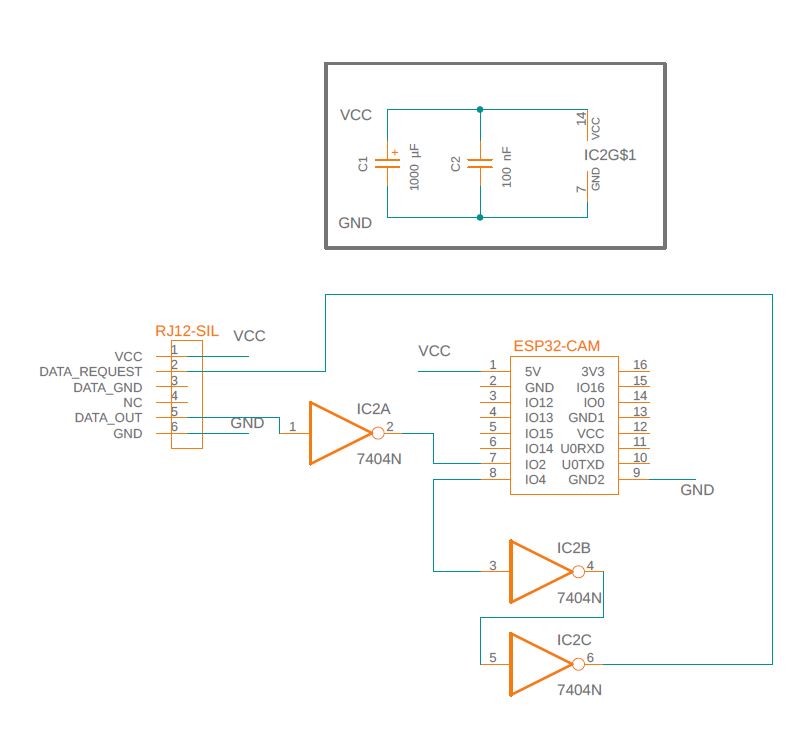 VCC
14
VCC
C1
+
1000 µF
C2
100 nF
IC2G$1
7
GND
GND
RJ12-SIL
VCC
VCC 1
DATA_REQUEST 2
DATA_GND 3
NC 4
DATA_OUT 5
GND 6
GND
1
IC2A
2
7404N
VCC
ESP32-CAM
1 5V 3V3 16
2 GND IO16 15
3 IO12 IO0 14
4 IO13 GND1 13
5 IO15 VCC 12
6 IO14 U0RXD 11
7 IO2 U0TXD 10
8 IO4 GND2 9
GND
IC2B
3
4
7404N
IC2C
5
6
7404N